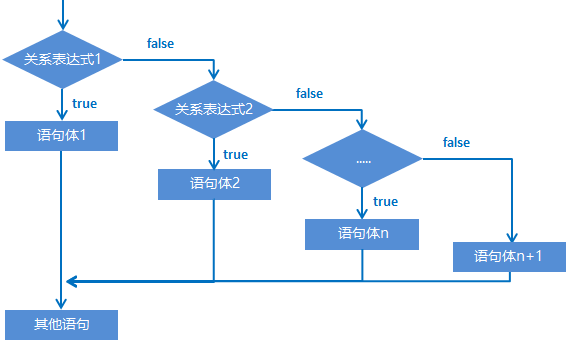 关系表达式1
false
true
关系表达式2
false
语句体1
true
.....
false
语句体2
true
语句体n
语句体n+1
其他语句